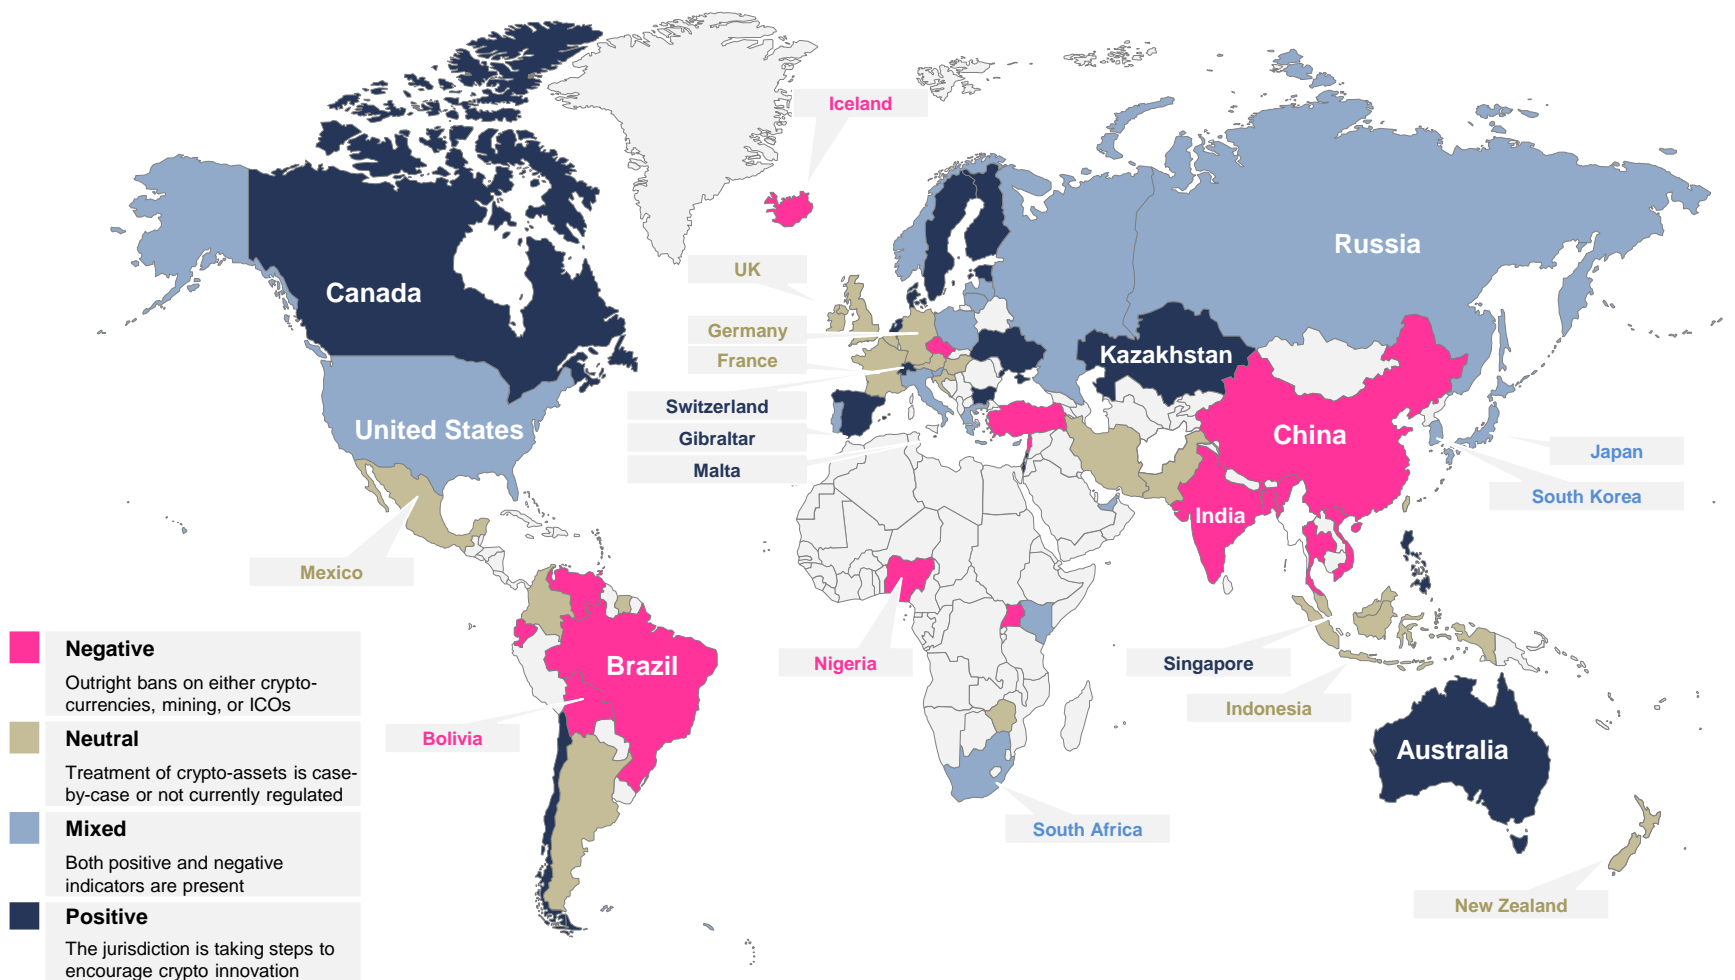 Iceland
UK
Germany
France
Switzerland
Gibraltar
Malta
Canada
United States
Mexico
Russia
Kazakhstan
China
India
Japan
South Korea
Brazil
Bolivia
Nigeria
South Africa
Singapore
Indonesia
Australia
New Zealand
Negative
Outright bans on either crypto-
currencies, mining, or ICOs
Neutral
Treatment of crypto-assets is case-
by-case or not currently regulated
Mixed
Both positive and negative
indicators are present
Positive
The jurisdiction is taking steps to
encourage crypto innovation